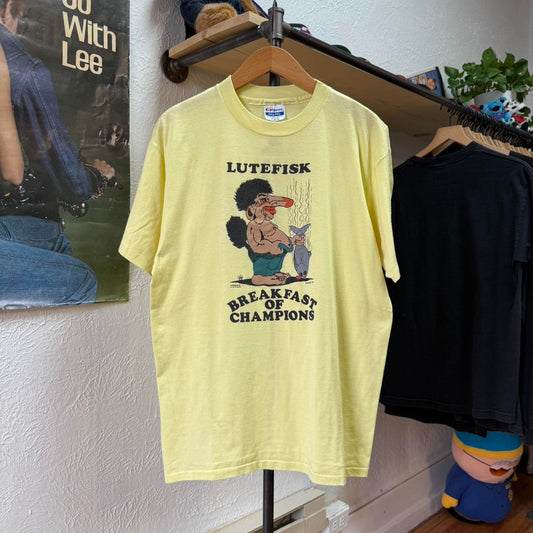 Go
With
Lee
LUTEFISK
BREAKFAST
OF
CHAMPIONS